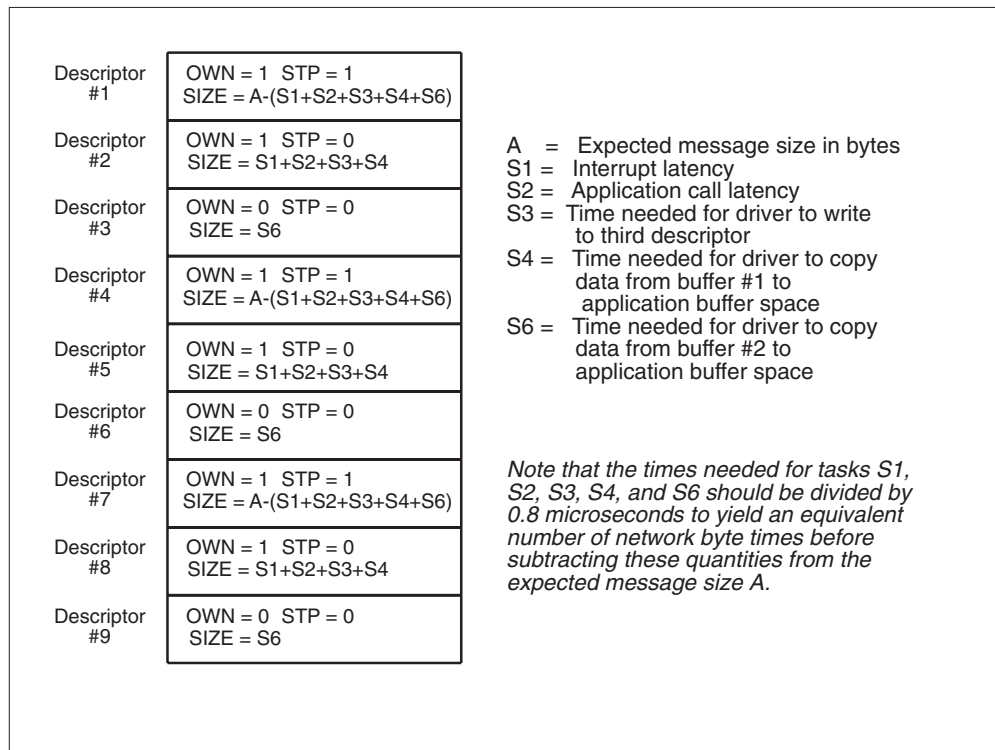 Descriptor
#1
OWN = 1 STP = 1
SIZE = A-(S1+S2+S3+S4+S6)
Descriptor
#2
OWN = 1 STP = 0
SIZE = S1+S2+S3+S4
Descriptor
#3
OWN = 0 STP = 0
SIZE = S6
Descriptor
#4
OWN = 1 STP = 1
SIZE = A-(S1+S2+S3+S4+S6)
Descriptor
#5
OWN = 1 STP = 0
SIZE = S1+S2+S3+S4
Descriptor
#6
OWN = 0 STP = 0
SIZE = S6
Descriptor
#7
OWN = 1 STP = 1
SIZE = A-(S1+S2+S3+S4+S6)
Descriptor
#8
OWN = 1 STP = 0
SIZE = S1+S2+S3+S4
Descriptor
#9
OWN = 0 STP = 0
SIZE = S6
A = Expected message size in bytes
S1 = Interrupt latency
S2 = Application call latency
S3 = Time needed for driver to write
to third descriptor
S4 = Time needed for driver to copy
data from buffer #1 to
application buffer space
S6 = Time needed for driver to copy
data from buffer #2 to
application buffer space
Note that the times needed for tasks S1,
S2, S3, S4, and S6 should be divided by
0.8 microseconds to yield an equivalent
number of network byte times before
subtracting these quantities from the
expected message size A.